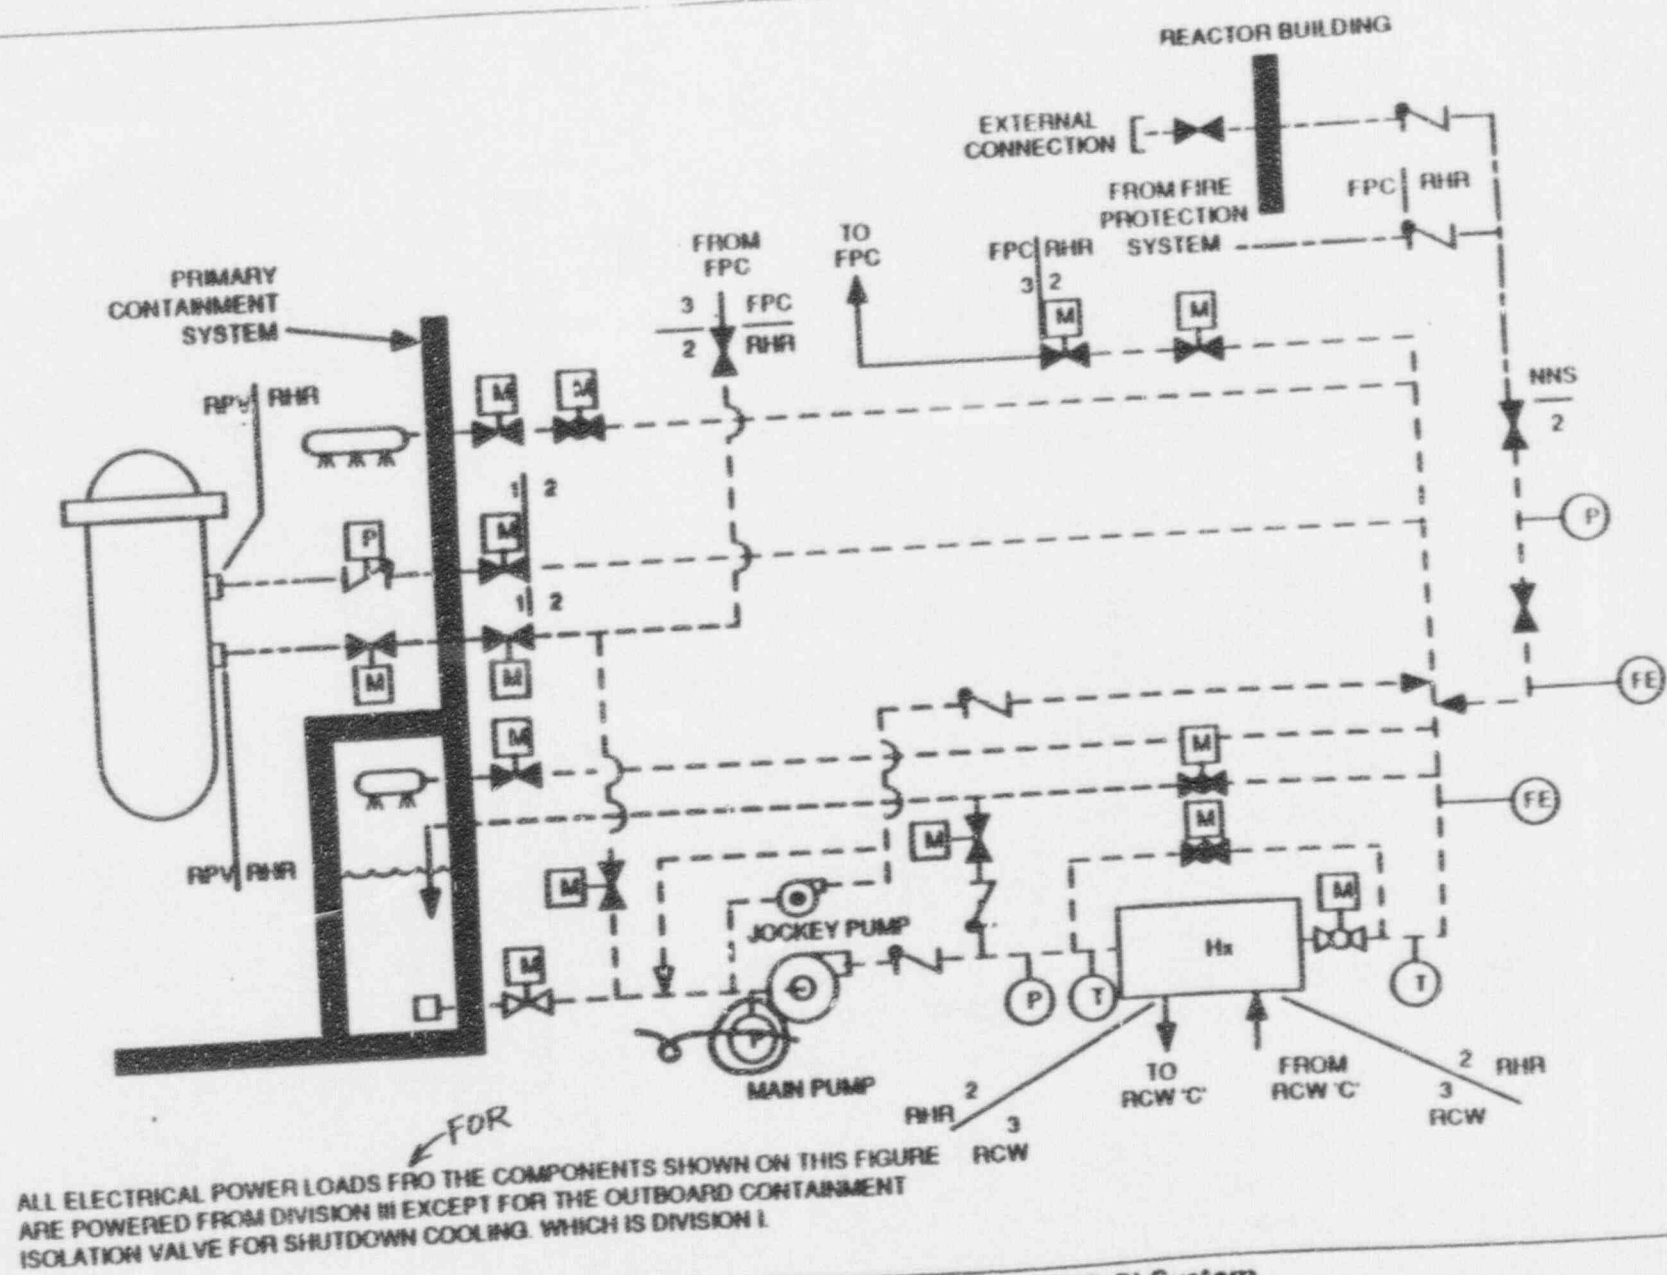 REACTOR BUILDING
EXTERNAL
CONNECTION
FPC RHR
FROM FIRE
PROTECTION
SYSTEM
FPC RHR
3 2
M
M
TO
FPC
FROM
FPC
3 FPC
2 RHR
PRIMARY
CONTAINMENT
SYSTEM
RPV RHR
M
M
NNS
2
1 2
P
M
P
1 2
M
M
FE
M
M
FE
M
RPV RHR
M
M
M
JOCKEY PUMP
Hx
M
P
T
T
P
MAIN PUMP
TO
RCW 'C'
FROM
RCW 'C'
2 RHR
3
RCW
2
RHR
3
RCW
FOR
ALL ELECTRICAL POWER LOADS FRO THE COMPONENTS SHOWN ON THIS FIGURE
ARE POWERED FROM DIVISION III EXCEPT FOR THE OUTBOARD CONTAINMENT
ISOLATION VALVE FOR SHUTDOWN COOLING. WHICH IS DIVISION I.
System